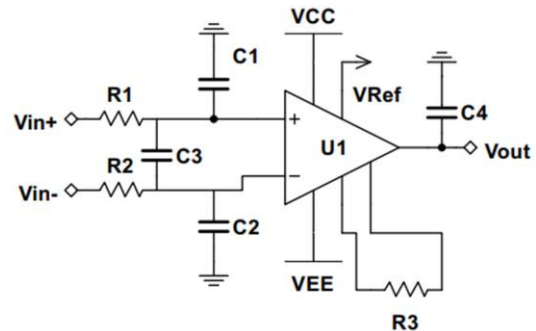 VCC
C1
VRef
C4
R1
Vin+
+
U1
Vout
C3
R2
Vin-
−
C2
VEE
R3